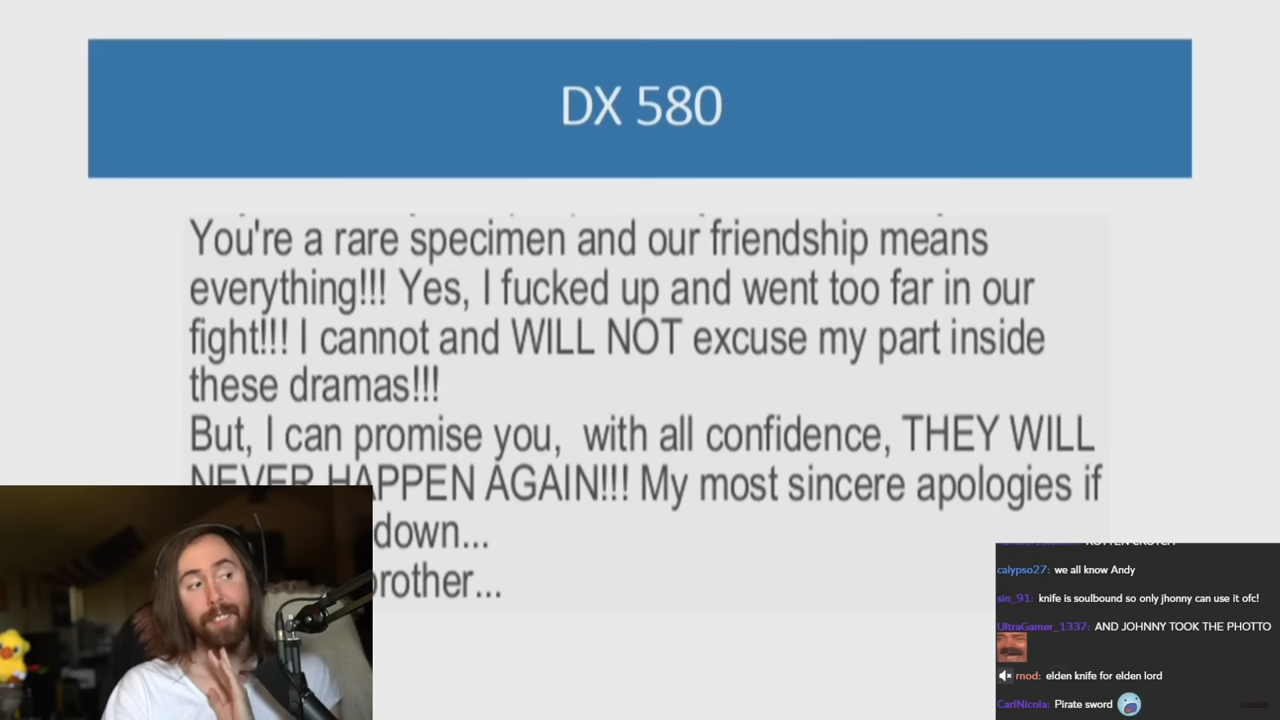 DX 580
You're a rare specimen and our friendship means
everything!!! Yes, I fucked up and went too far in our
fight!!! I cannot and WILL NOT excuse my part inside
these dramas!!!
But, I can promise you, with all confidence, THEY WILL
NEVER HAPPEN AGAIN!!! My most sincere apologies if
down...
brother...
calypso27: we all know Andy
sin_91: knife is soulbound so only jhonny can use it ofc!
UltraGamer_1337: AND JOHNNY TOOK THE PHOTTO
rnod: elden knife for elden lord
CarlNicola: Pirate sword